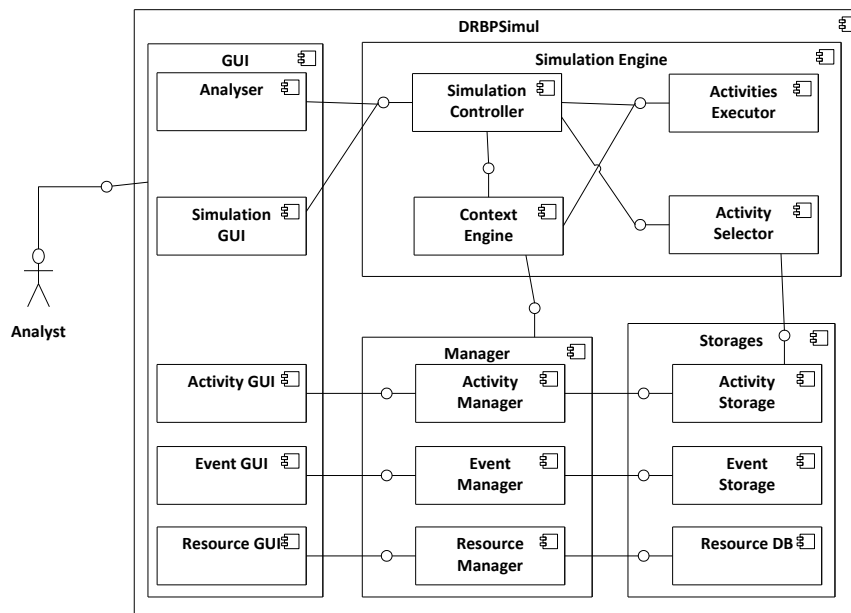 DRBPSimul
GUI
Simulation Engine
Analyser
Simulation
Controller
Activities
Executor
Simulation
GUI
Context
Engine
Activity
Selector
Analyst
Manager
Storages
Activity GUI
Activity
Manager
Activity
Storage
Event GUI
Event
Manager
Event
Storage
Resource GUI
Resource
Manager
Resource DB